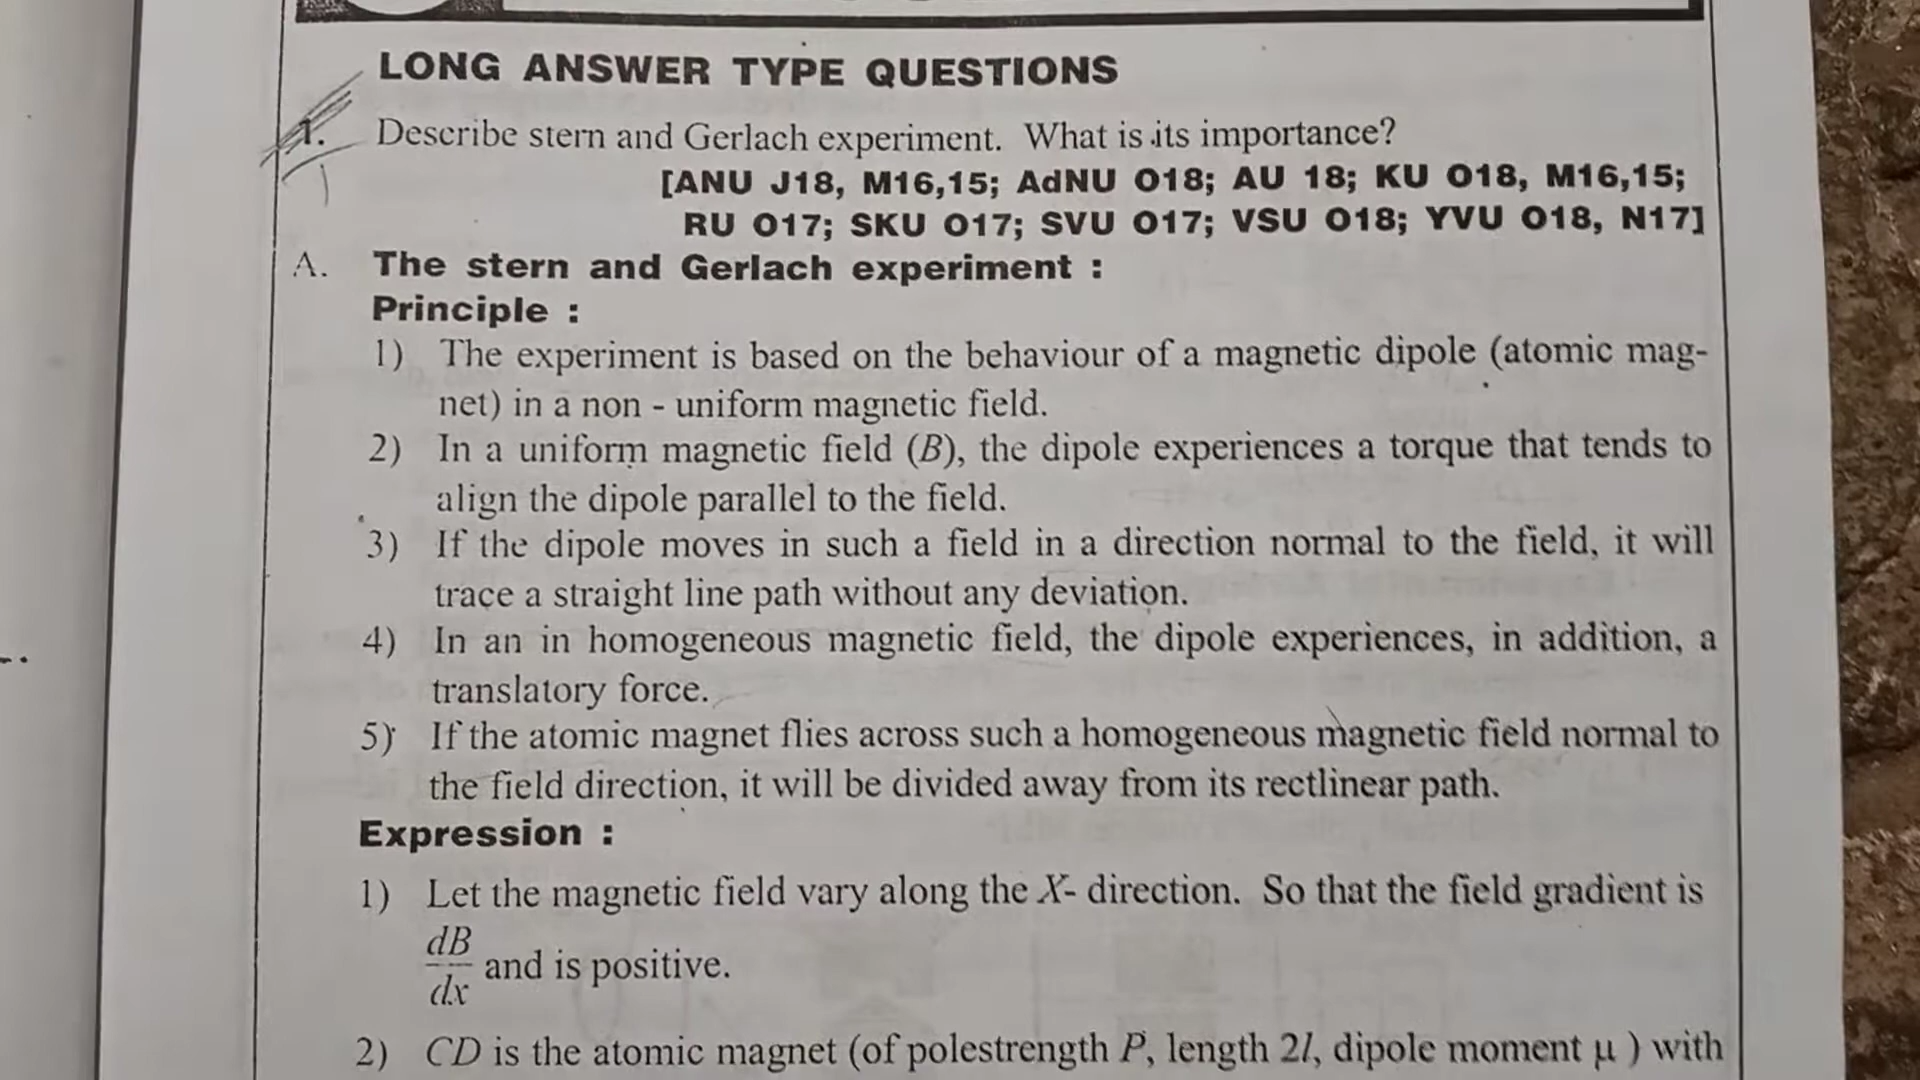 LONG ANSWER TYPE QUESTIONS
1. Describe stern and Gerlach experiment. What is its importance?
[ANU J18, M16,15; AdNU O18; AU 18; KU O18, M16,15;
RU O17; SKU O17; SVU O17; VSU O18; YVU O18, N17]
A. The stern and Gerlach experiment :
Principle :
1) The experiment is based on the behaviour of a magnetic dipole (atomic mag-
net) in a non - uniform magnetic field.
2) In a uniform magnetic field (B), the dipole experiences a torque that tends to
align the dipole parallel to the field.
3) If the dipole moves in such a field in a direction normal to the field, it will
trace a straight line path without any deviation.
4) In an in homogeneous magnetic field, the dipole experiences, in addition, a
translatory force.
5) If the atomic magnet flies across such a homogeneous magnetic field normal to
the field direction, it will be divided away from its rectlinear path.
Expression :
1) Let the magnetic field vary along the X- direction. So that the field gradient is
dB/dx and is positive.
2) CD is the atomic magnet (of polestrength P, length 2l, dipole moment μ ) with